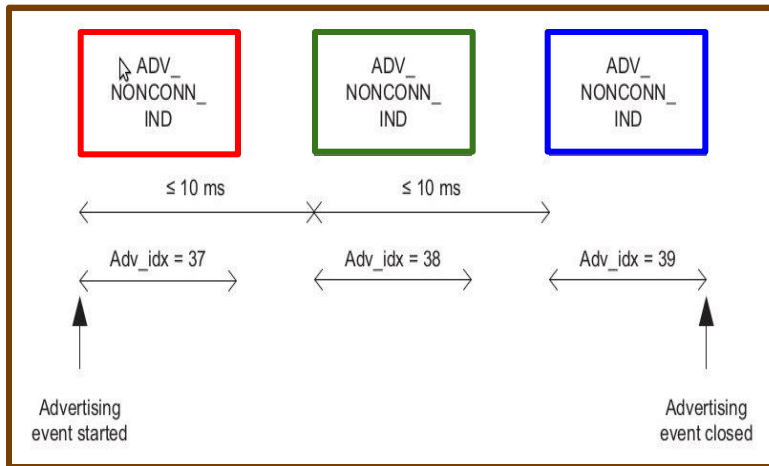 ADV_
NONCONN_
IND
ADV_
NONCONN_
IND
ADV_
NONCONN_
IND
≤ 10 ms
≤ 10 ms
Adv_idx = 37
Adv_idx = 38
Adv_idx = 39
Advertising
event started
Advertising
event closed